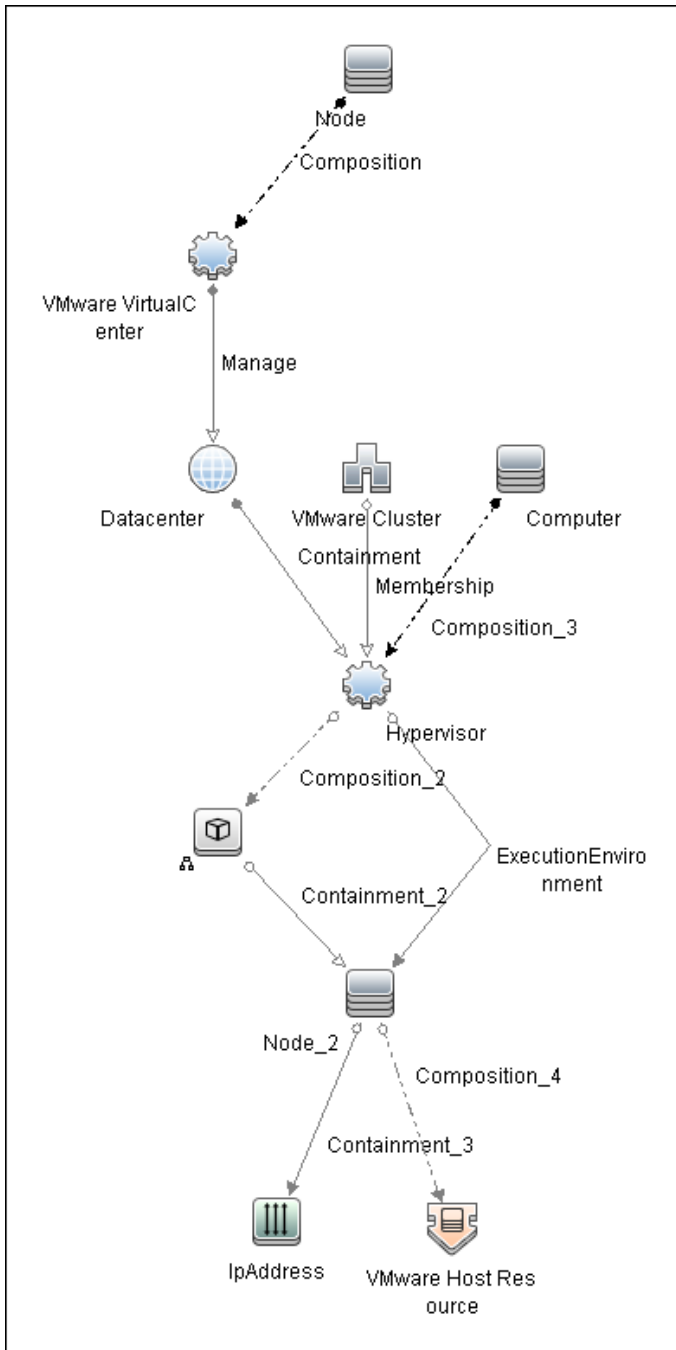 Node
Composition
VMware VirtualC
enter
Manage
Datacenter
VMware Cluster
Computer
Containment
Membership
Composition_3
Hypervisor
Composition_2
ExecutionEnviro
nment
Containment_2
Node_2
Composition_4
Containment_3
IpAddress
VMware Host Res
ource